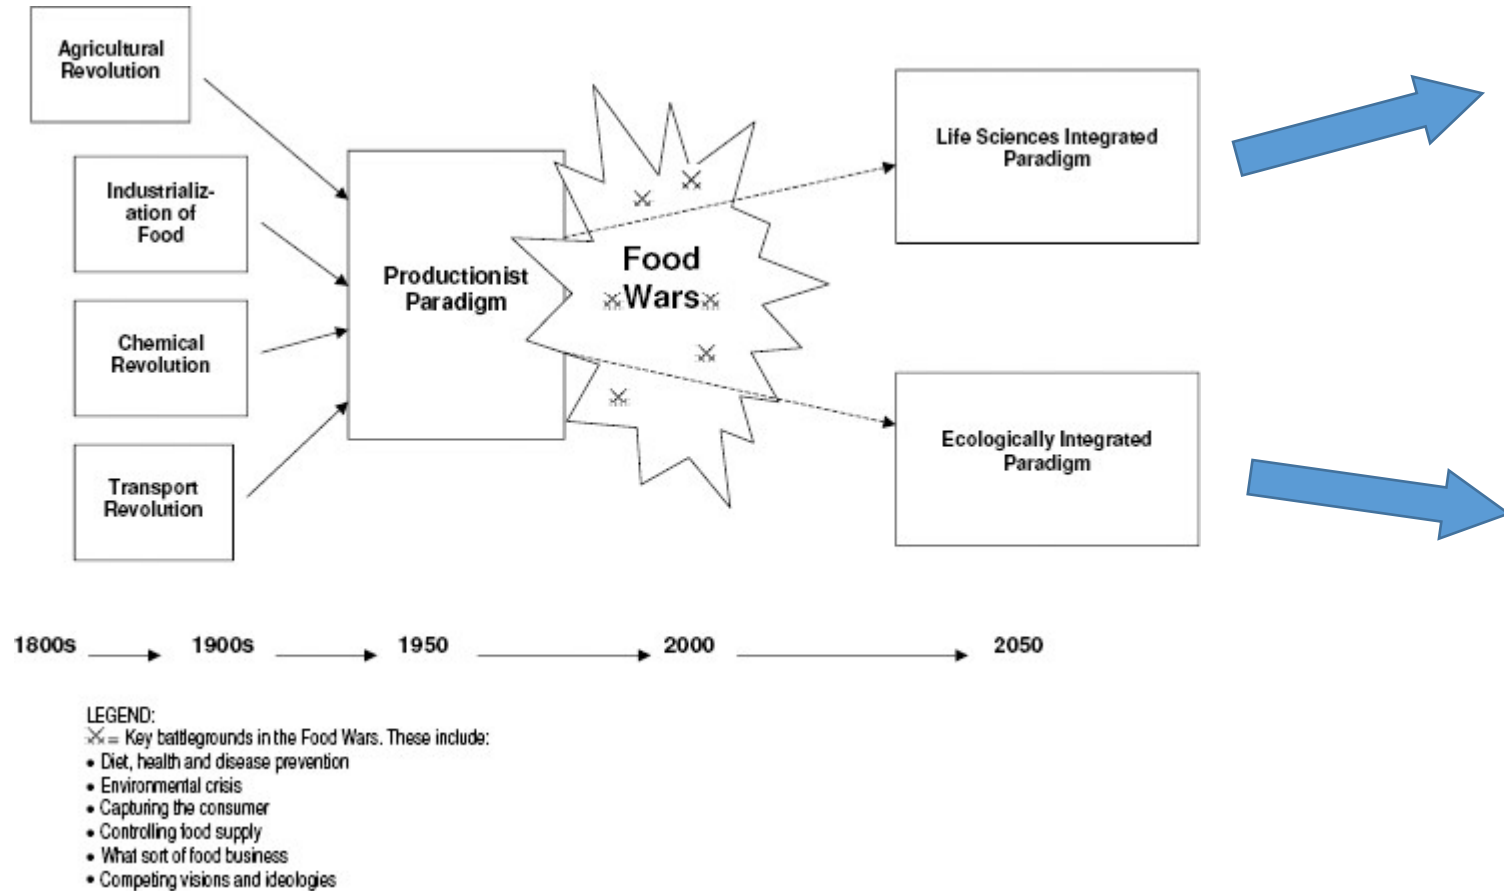 Agricultural
Revolution
Industrializ-
ation of
Food
Chemical
Revolution
Transport
Revolution
Productionist
Paradigm
Food
Wars
Life Sciences Integrated
Paradigm
Ecologically Integrated
Paradigm
1800s 1900s 1950 2000 2050
LEGEND:
= Key battlegrounds in the Food Wars. These include:
• Diet, health and disease prevention
• Environmental crisis
• Capturing the consumer
• Controlling food supply
• What sort of food business
• Competing visions and ideologies